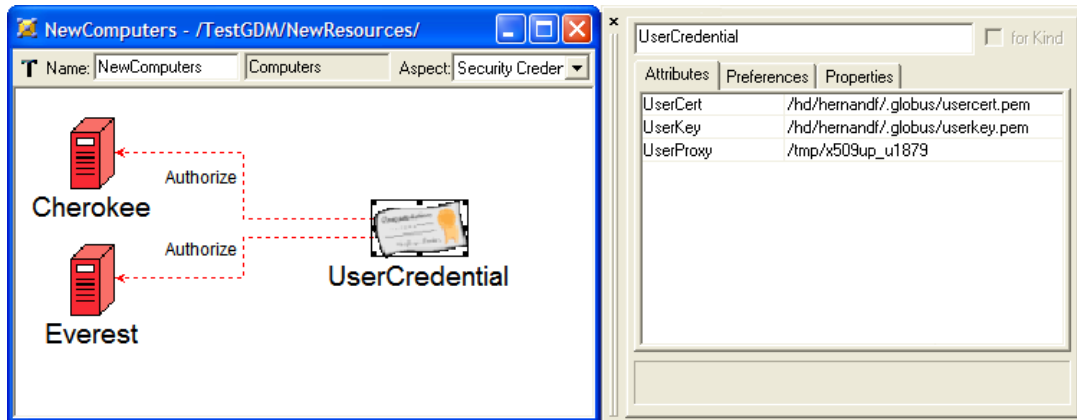 NewComputers - /TestGDM/NewResources/
Name: NewComputers Computers Aspect: Security Creder
Authorize
Cherokee
Authorize
UserCredential
Everest
UserCredential for Kind
Attributes Preferences Properties
UserCert /hd/hernandf/.globus/usercert.pem
UserKey /hd/hernandf/.globus/userkey.pem
UserProxy /tmp/x509up_u1879